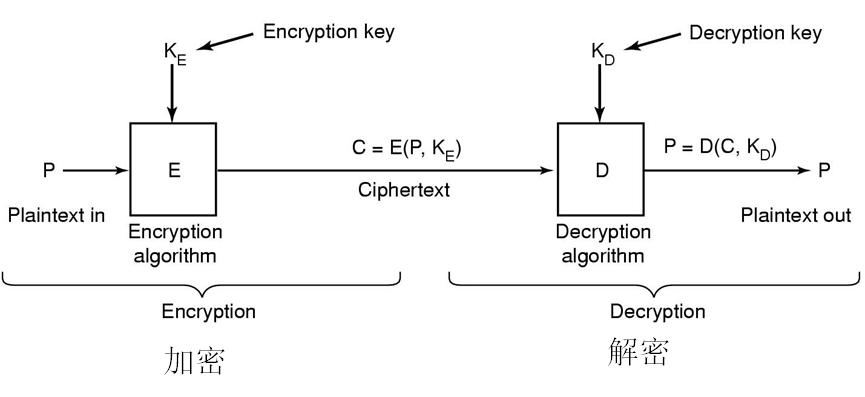 Encryption key
K_E
Decryption key
K_D
P
E
C = E(P, K_E)
D
P = D(C, K_D)
P
Plaintext in
Ciphertext
Plaintext out
Encryption
algorithm
Decryption
algorithm
Encryption
Decryption
加密
解密